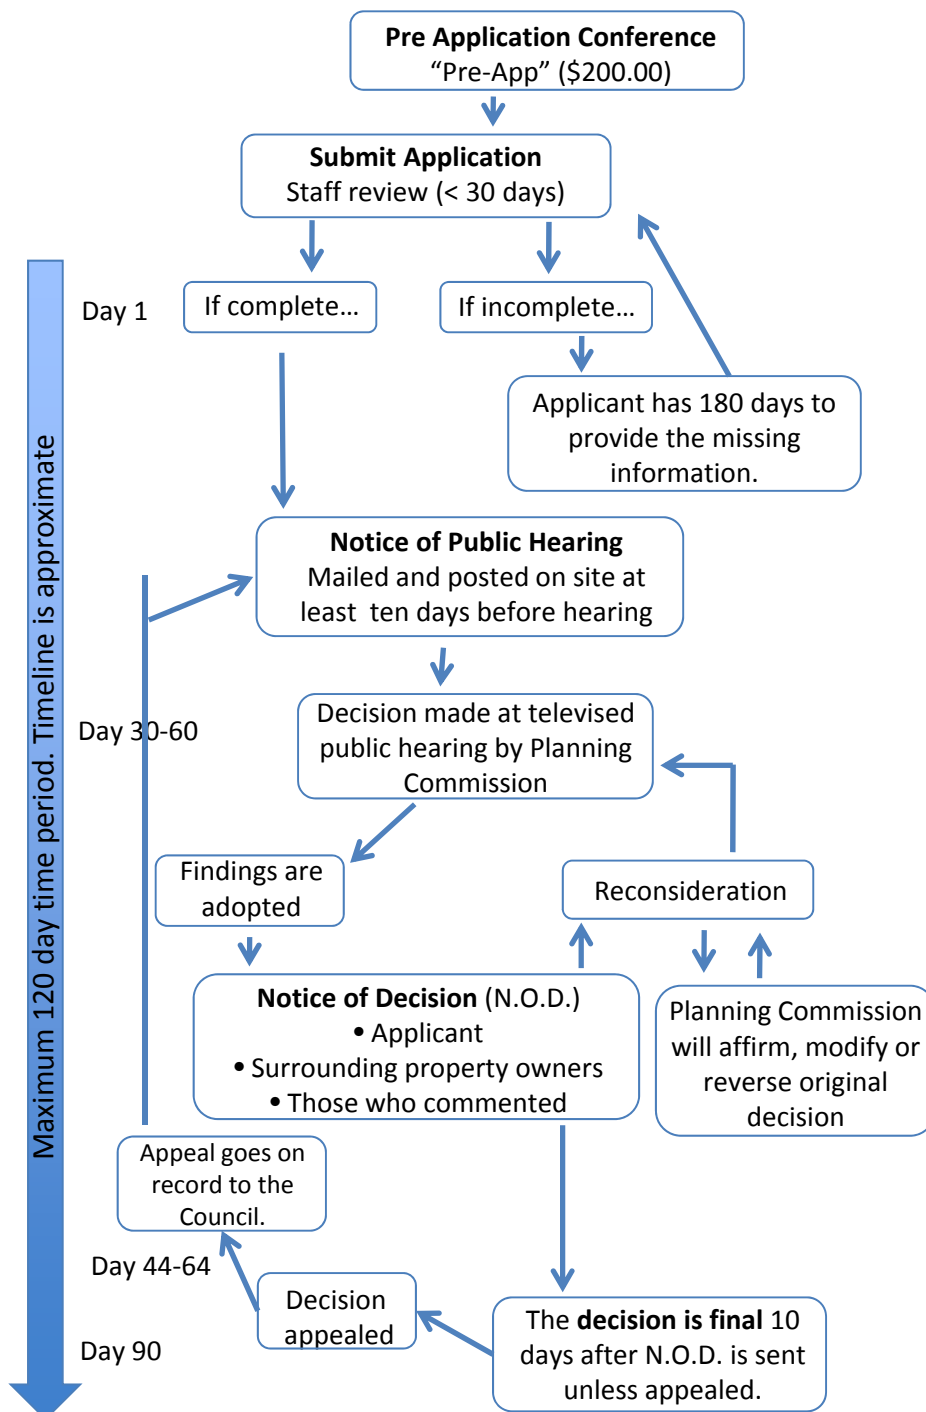 Pre Application Conference
“Pre-App” ($200.00)
Submit Application
Staff review (< 30 days)
Maximum 120 day time period. Timeline is approximate
Day 1
If complete…
If incomplete…
Applicant has 180 days to
provide the missing
information.
Notice of Public Hearing
Mailed and posted on site at
least ten days before hearing
Day 30-60
Decision made at televised
public hearing by Planning
Commission
Findings are
adopted
Reconsideration
Notice of Decision (N.O.D.)
• Applicant
• Surrounding property owners
• Those who commented
Planning Commission
will affirm, modify or
reverse original
decision
Appeal goes on
record to the
Council.
Day 44-64
Decision
appealed
The decision is final 10
days after N.O.D. is sent
unless appealed.
Day 90